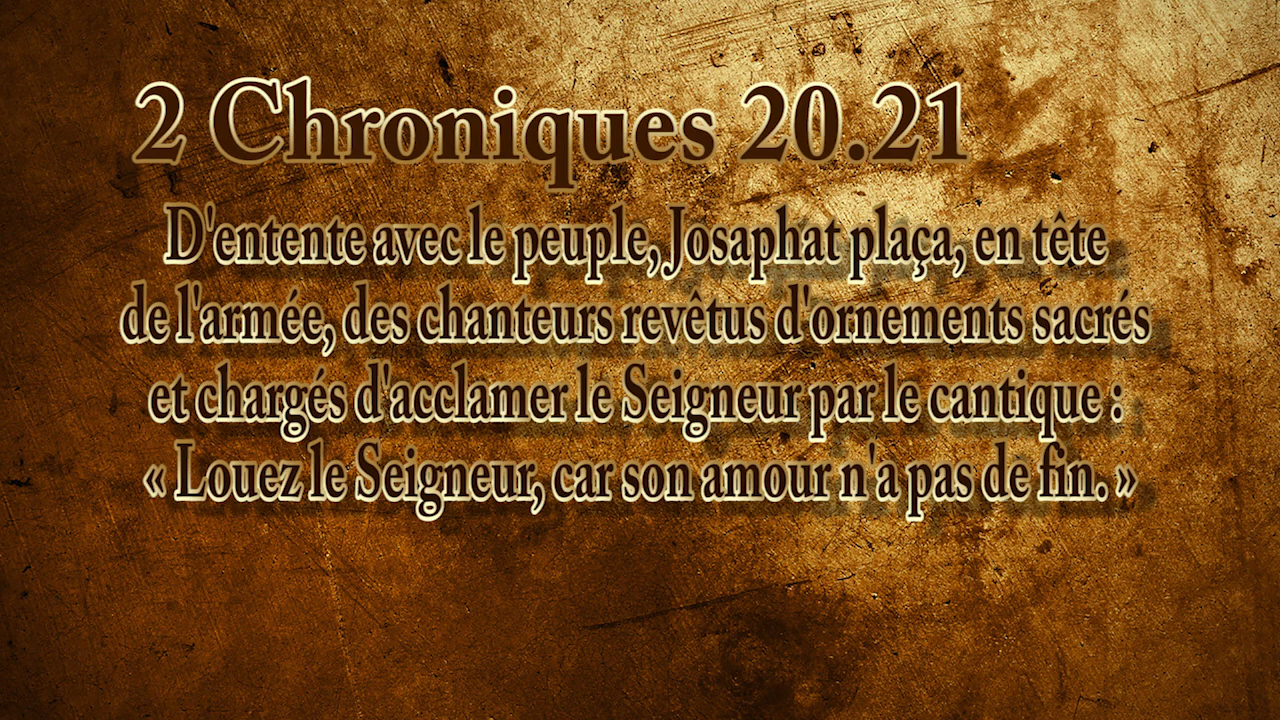 2 Chroniques 20.21
D'entente avec le peuple, Josaphat plaça, en tête
de l'armée, des chanteurs revêtus d'ornements sacrés
et chargés d'acclamer le Seigneur par le cantique :
« Louez le Seigneur, car son amour n'a pas de fin. »